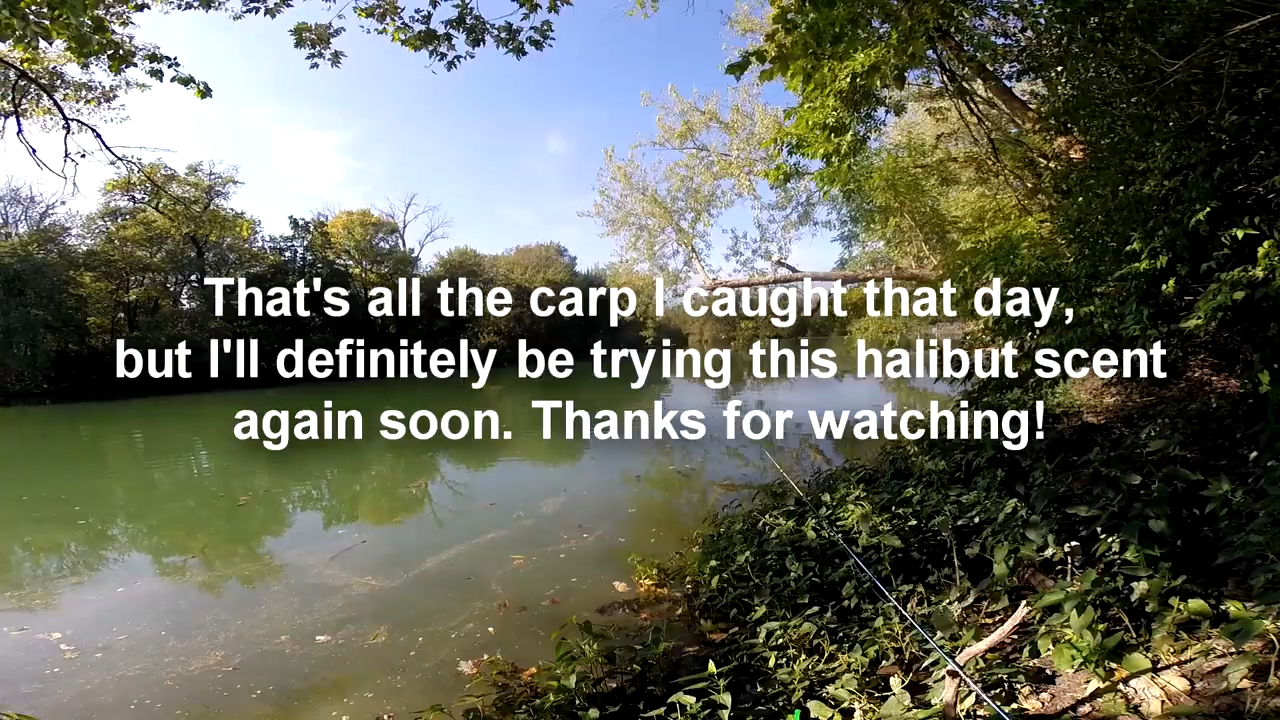 That's all the carp I caught that day,
but I'll definitely be trying this halibut scent
again soon. Thanks for watching!